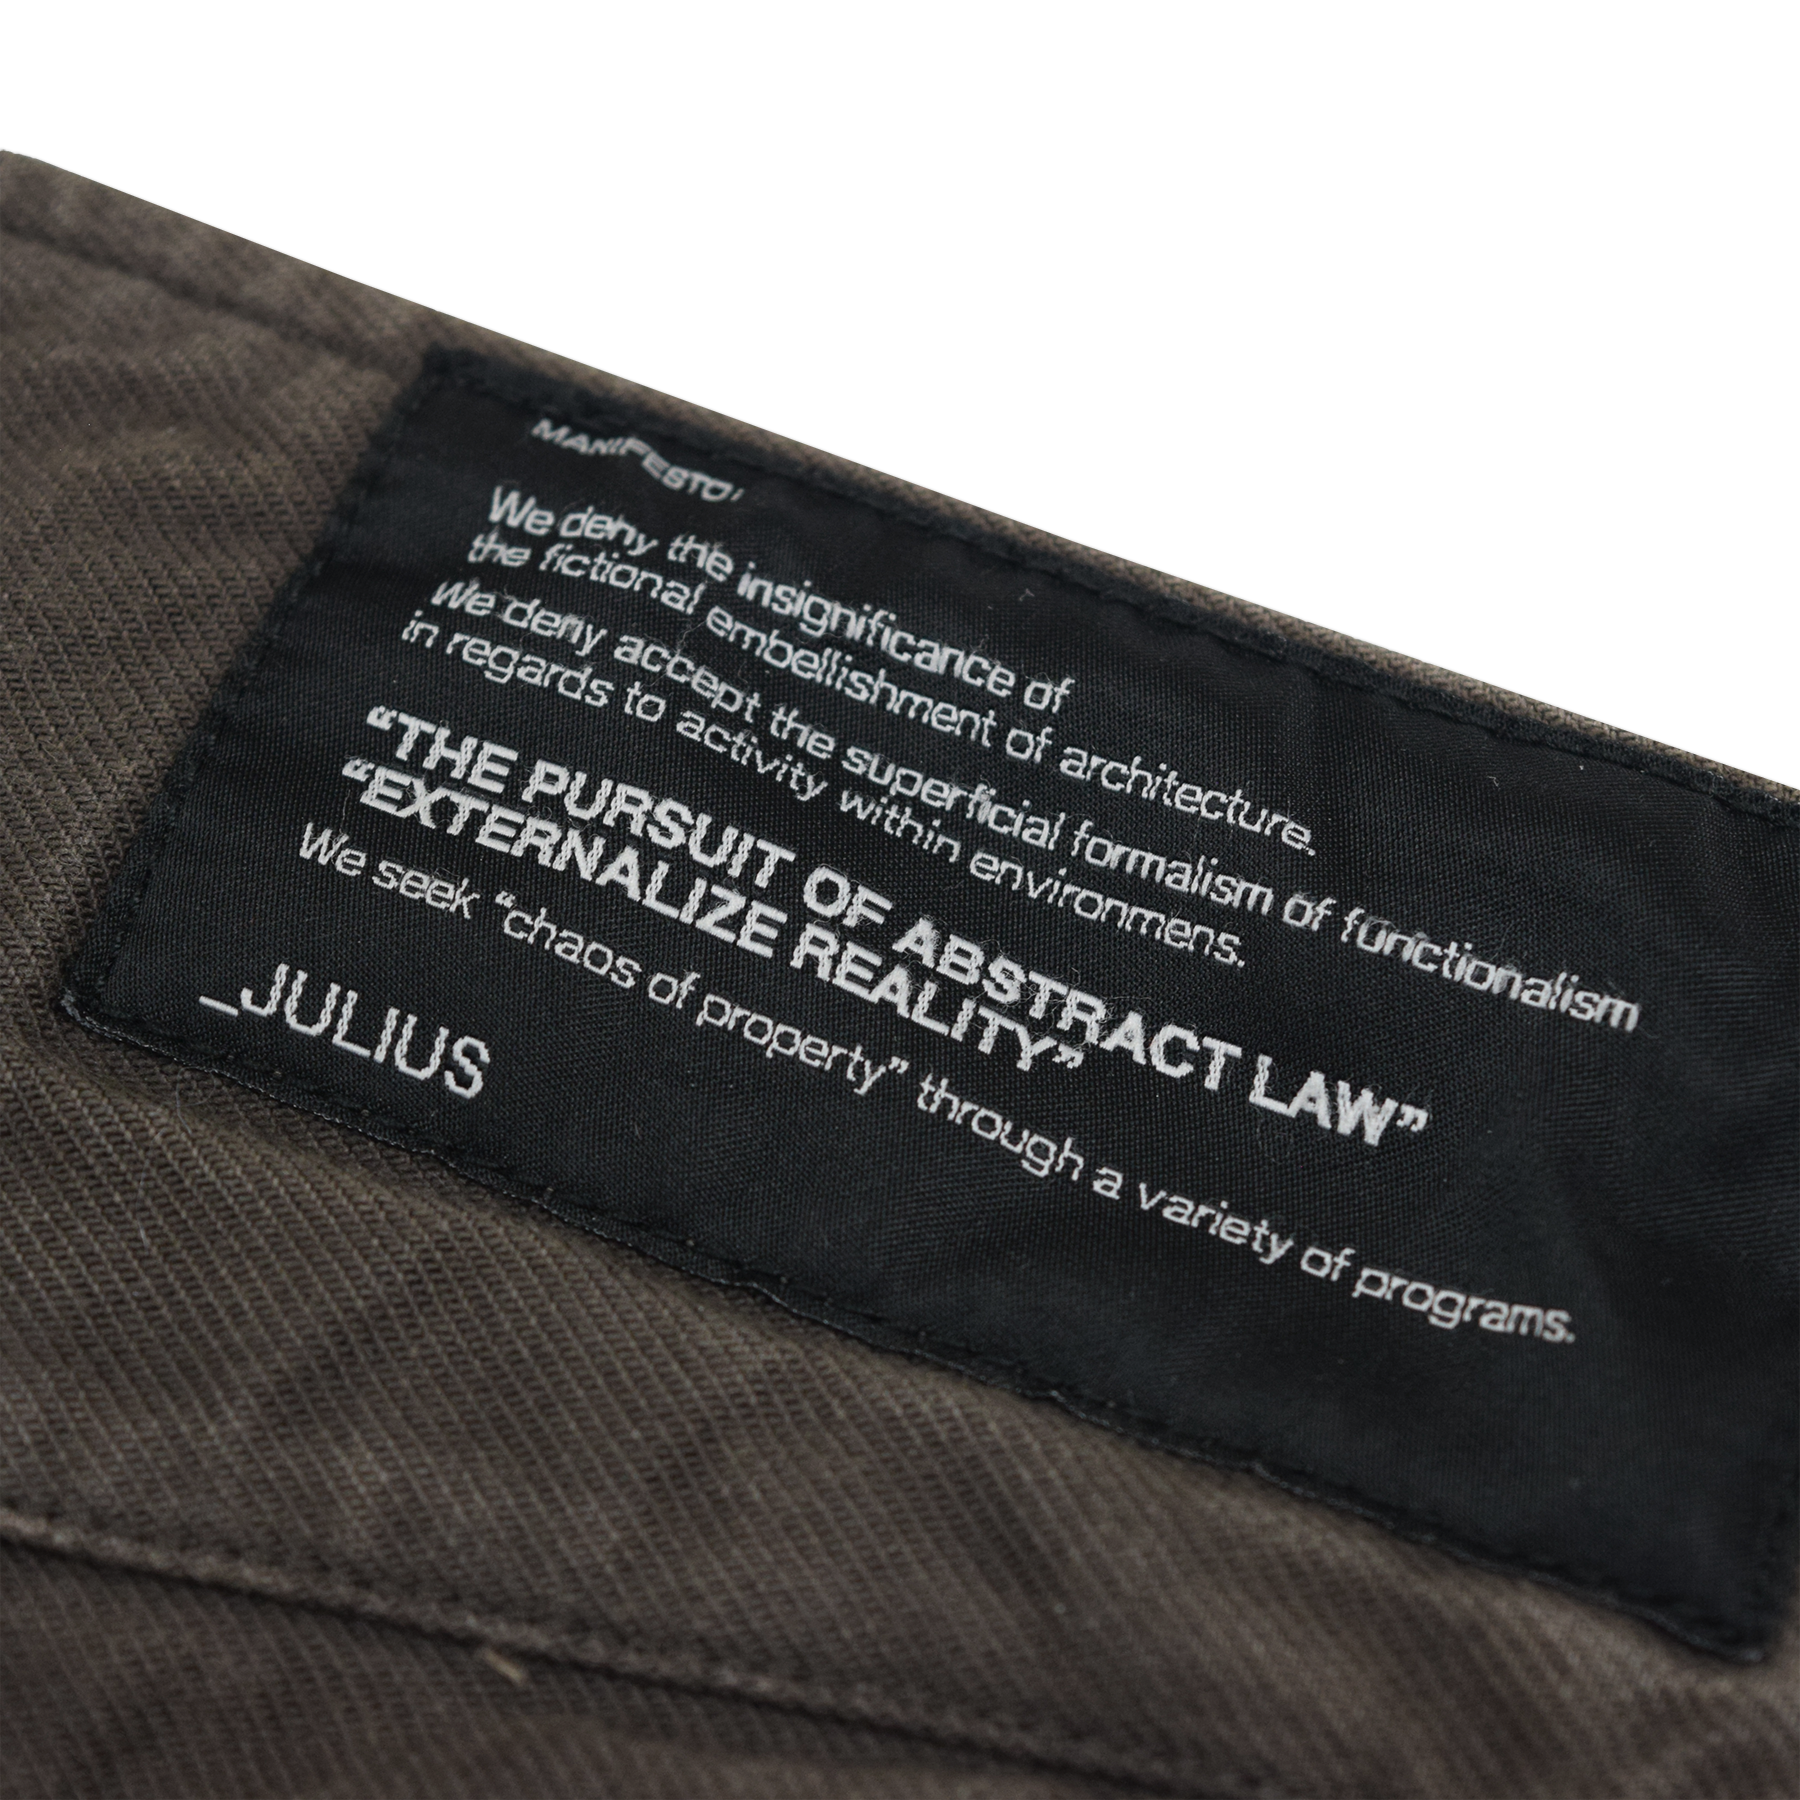 MANIFESTO;
We deny the insignificance of
the fictional embellishment of architecture.
We deny accept the superficial formalism of functionalism
in regards to activity within environmens.
“THE PURSUIT OF ABSTRACT LAW”
“EXTERNALIZE REALITY”
We seek “chaos of property” through a variety of programs.
_JULIUS